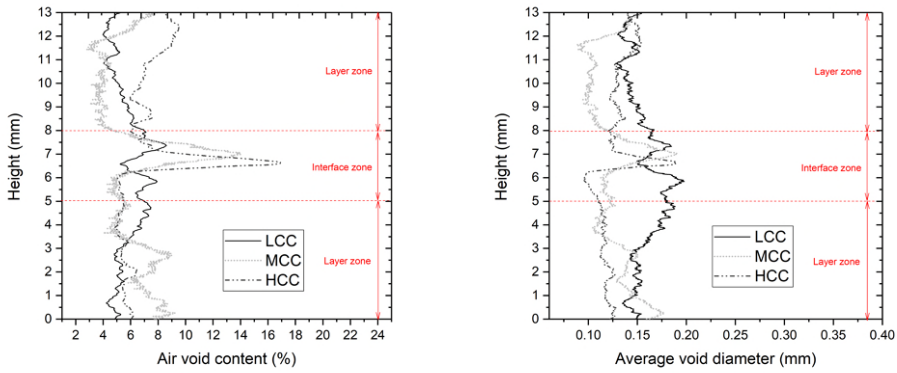 13
12
11
10
9
8
7
6
5
4
3
2
1
0
Height (mm)
Layer zone
Interface zone
Layer zone
LCC
MCC
HCC
2 4 6 8 10 12 14 16 18 20 22 24
Air void content (%)
13
12
11
10
9
8
7
6
5
4
3
2
1
0
Height (mm)
Layer zone
Interface zone
Layer zone
LCC
MCC
HCC
0.10 0.15 0.20 0.25 0.30 0.35 0.40
Average void diameter (mm)